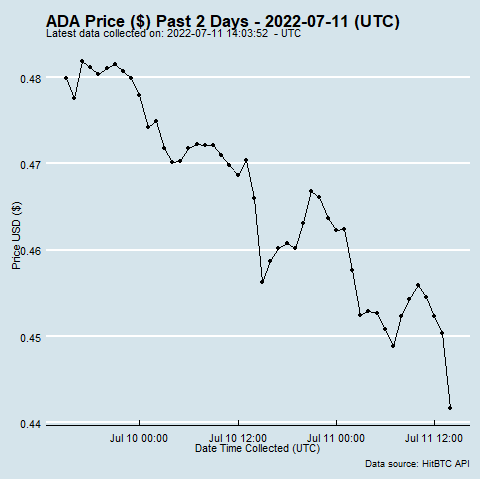 ADA Price ($) Past 2 Days - 2022-07-11 (UTC)
Latest data collected on: 2022-07-11 14:03:52 - UTC
0.48
0.47
0.46
0.45
0.44
Price USD ($)
Jul 10 00:00 Jul 10 12:00 Jul 11 00:00 Jul 11 12:00
Date Time Collected (UTC)
Data source: HitBTC API